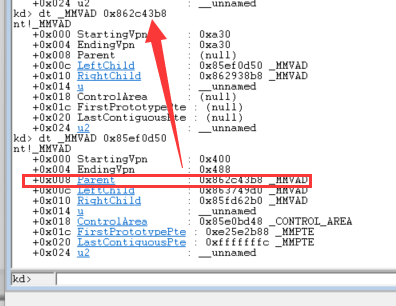 +0x024 u2 : __unnamed
kd> dt _MMVAD 0x862c43b8
nt!_MMVAD
+0x000 StartingVpn : 0xa30
+0x004 EndingVpn : 0xa30
+0x008 Parent : (null)
+0x00c LeftChild : 0x85ef0d50 _MMVAD
+0x010 RightChild : 0x862938b8 _MMVAD
+0x014 u : __unnamed
+0x018 ControlArea : (null)
+0x01c FirstPrototypePte : (null)
+0x020 LastContiguousPte : (null)
+0x024 u2 : __unnamed
kd> dt _MMVAD 0x85ef0d50
nt!_MMVAD
+0x000 StartingVpn : 0x400
+0x004 EndingVpn : 0x488
+0x008 Parent : 0x862c43b8 _MMVAD
+0x00c LeftChild : 0x863749d0 _MMVAD
+0x010 RightChild : 0x85fd62b0 _MMVAD
+0x014 u : __unnamed
+0x018 ControlArea : 0x85e0bd48 _CONTROL_AREA
+0x01c FirstPrototypePte : 0xe25e2b88 _MMPTE
+0x020 LastContiguousPte : 0xfffffffc _MMPTE
+0x024 u2 : __unnamed
kd>